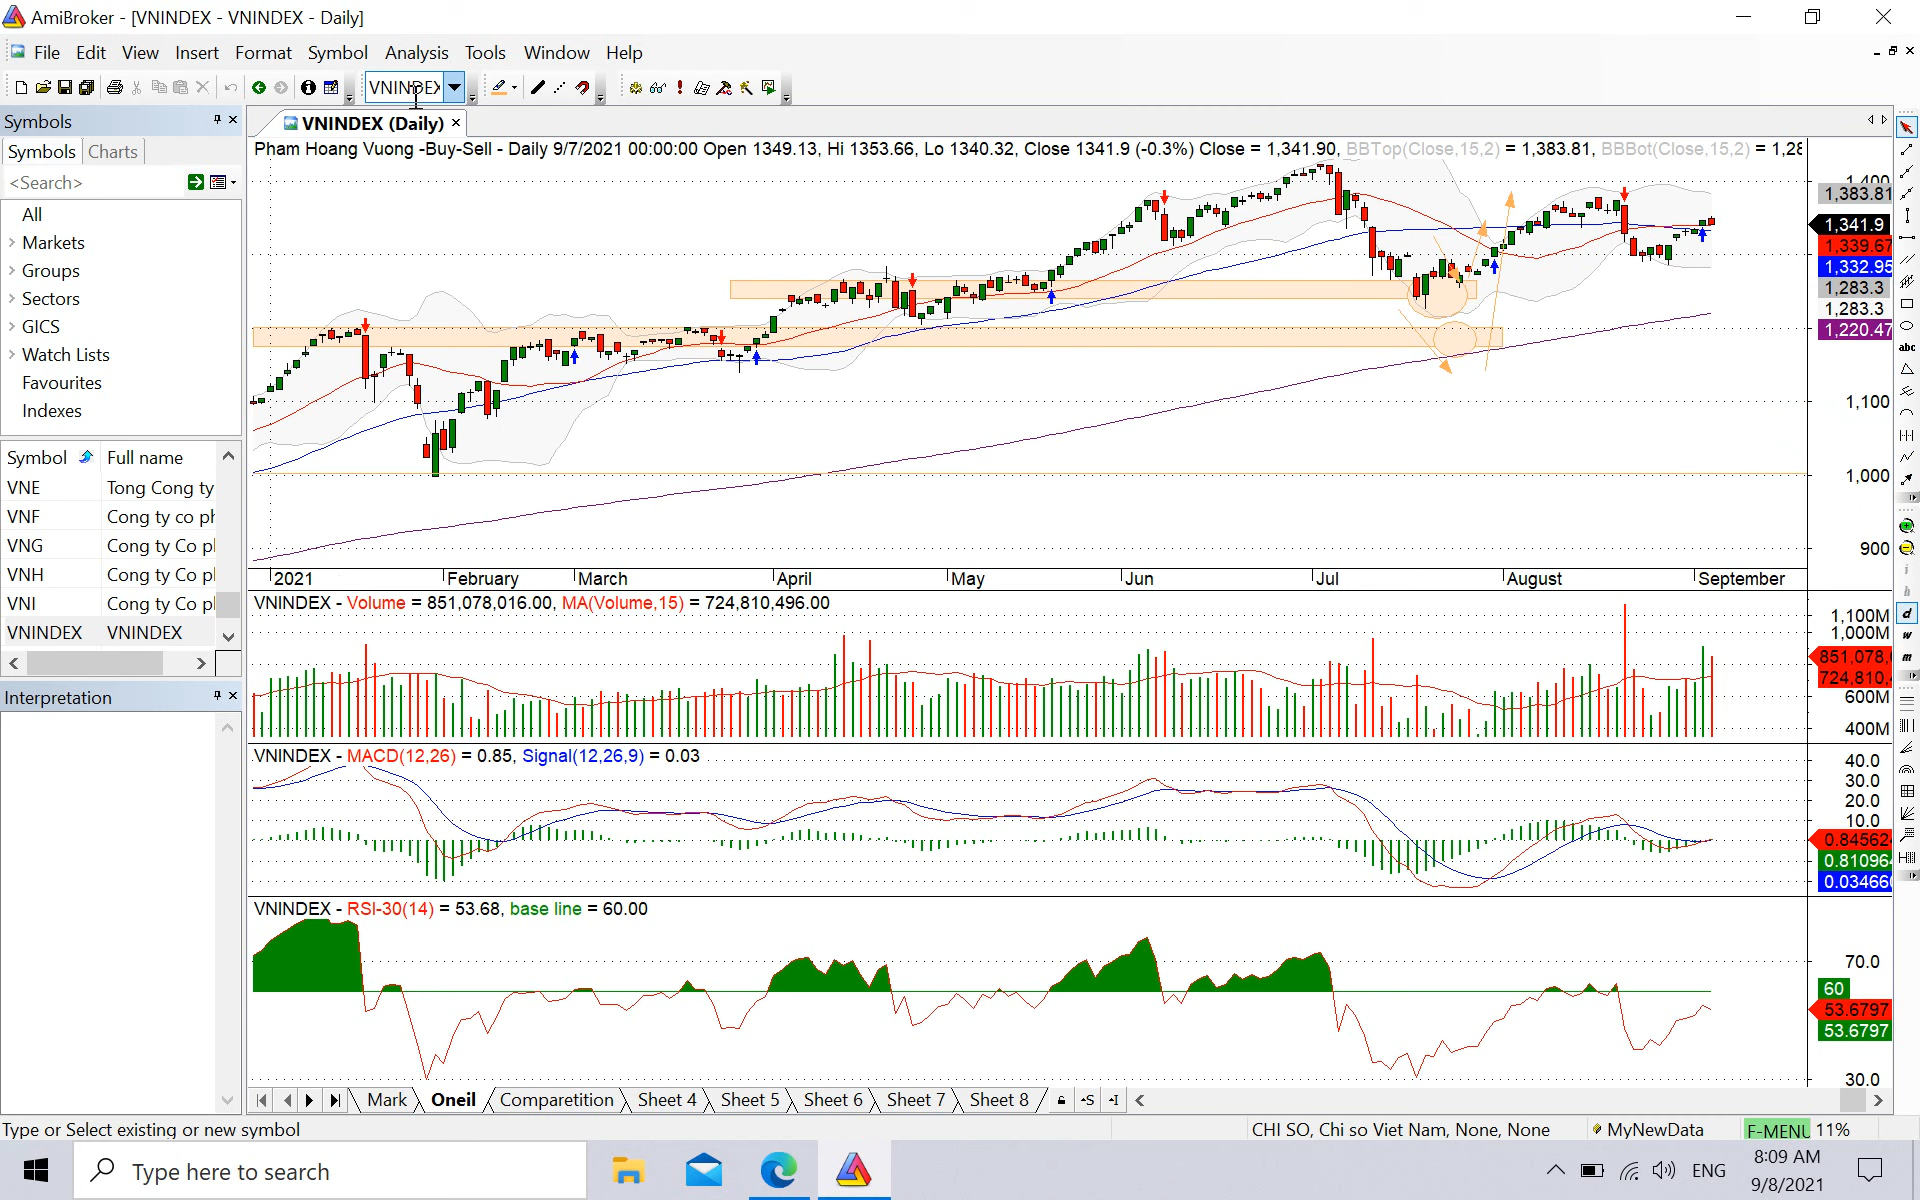 AmiBroker - [VNINDEX - VNINDEX - Daily]
File Edit View Insert Format Symbol Analysis Tools Window Help
VNINDEX
Symbols
Symbols Charts
<Search>
All
Markets
Groups
Sectors
GICS
Watch Lists
Favourites
Indexes
Symbol Full name
VNE Tong Cong ty
VNF Cong ty co ph
VNG Cong ty Co pl
VNH Cong ty Co pl
VNI Cong ty Co pl
VNINDEX VNINDEX
Interpretation
VNINDEX (Daily)
Pham Hoang Vuong -Buy-Sell - Daily 9/7/2021 00:00:00 Open 1349.13, Hi 1353.66, Lo 1340.32, Close 1341.9 (-0.3%) Close = 1,341.90, BBTop(Close,15,2) = 1,383.81, BBBot(Close,15,2) = 1,28
1,400
1,383.81
1,341.9
1,339.67
1,332.95
1,283.3
1,283.3
1,220.47
1,100
1,000
900
2021 February March April May Jun Jul August September
VNINDEX - Volume = 851,078,016.00, MA(Volume,15) = 724,810,496.00
1,100M
1,000M
851,078,
724,810,
600M
400M
VNINDEX - MACD(12,26) = 0.85, Signal(12,26,9) = 0.03
40.0
30.0
20.0
10.0
0.84562
0.81096
0.03466
VNINDEX - RSI-30(14) = 53.68, base line = 60.00
70.0
60
53.6797
53.6797
30.0
abc
i
h
d
w
m
Mark Oneil Comparetition Sheet 4 Sheet 5 Sheet 6 Sheet 7 Sheet 8
Type or Select existing or new symbol
CHI SO, Chi so Viet Nam, None, None MyNewData F-MENU 11%
Type here to search
ENG
8:09 AM
9/8/2021